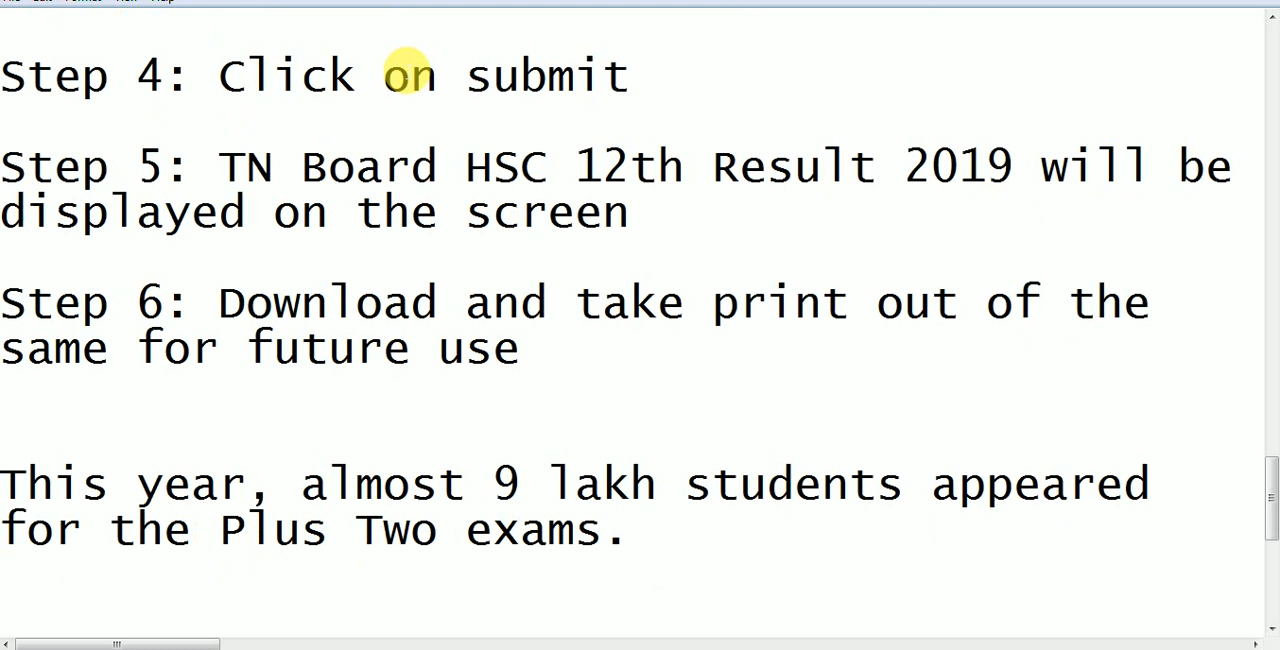 Step 4: Click on submit
Step 5: TN Board HSC 12th Result 2019 will be
displayed on the screen
Step 6: Download and take print out of the
same for future use
This year, almost 9 lakh students appeared
for the Plus Two exams.